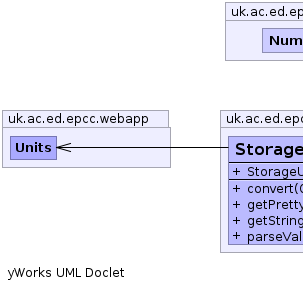 uk.ac.ed.epc
Num
uk.ac.ed.epcc.webapp
Units
uk.ac.ed.epc
Storage
+ StorageU
+ convert(
+ getPretty
+ getString
+ parseVal
yWorks UML Doclet